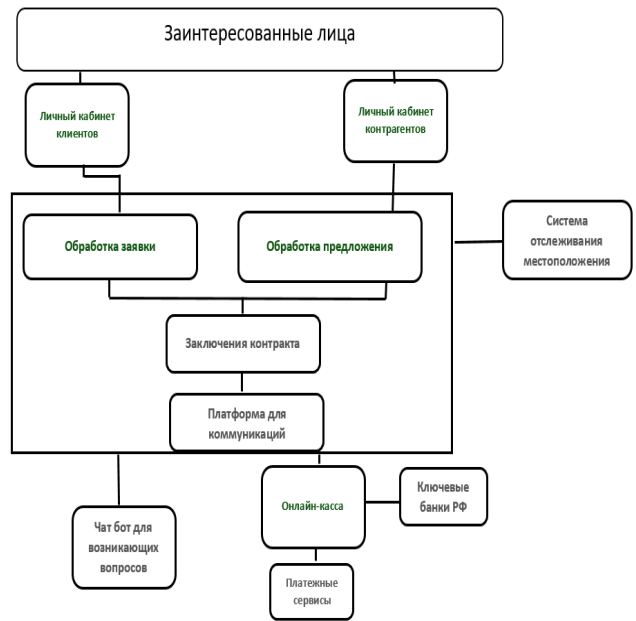 Заинтересованные лица
Личный кабинет
клиентов
Личный кабинет
контрагентов
Обработка заявки
Обработка предложения
Система
отслеживания
местоположения
Заключения контракта
Платформа для
коммуникаций
Чат бот для
возникающих
вопросов
Онлайн-касса
Ключевые
банки РФ
Платежные
сервисы